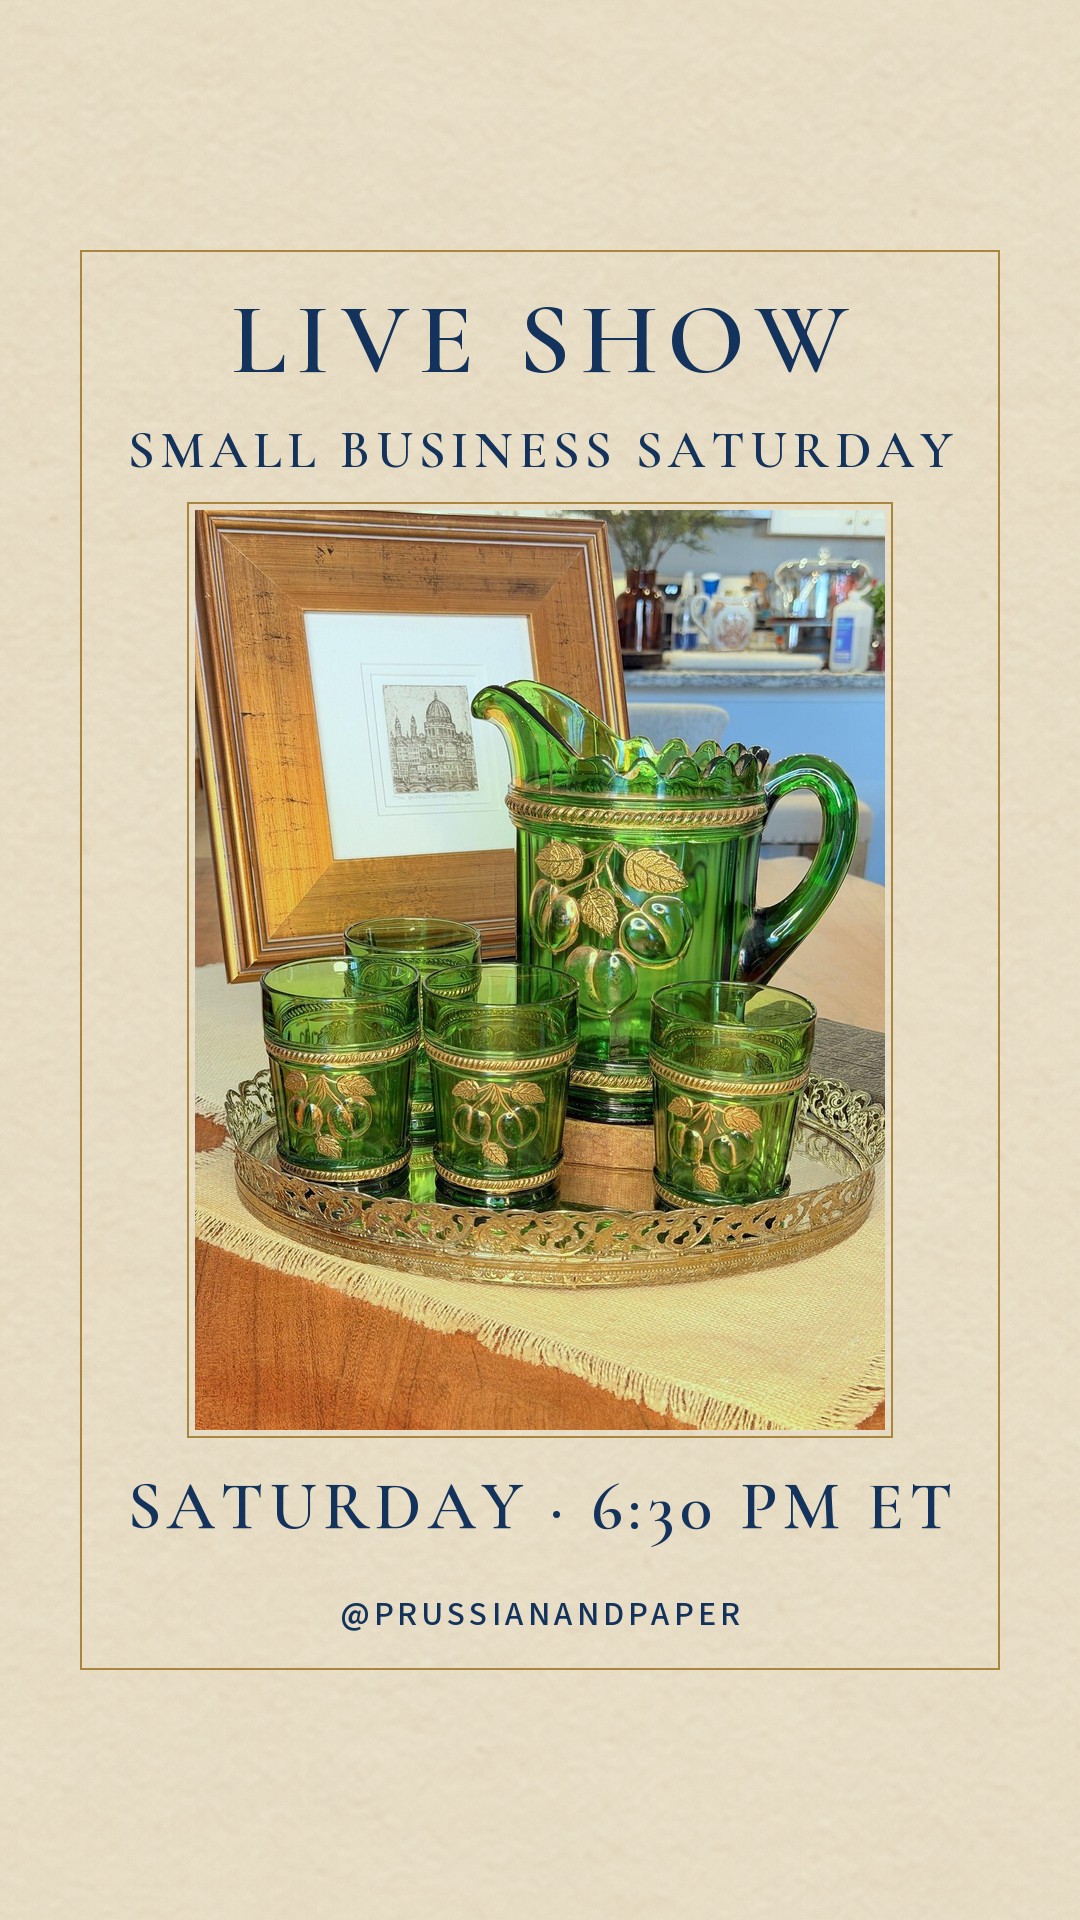 LIVE SHOW
SMALL BUSINESS SATURDAY
SATURDAY · 6:30 PM ET
@PRUSSIANANDPAPER